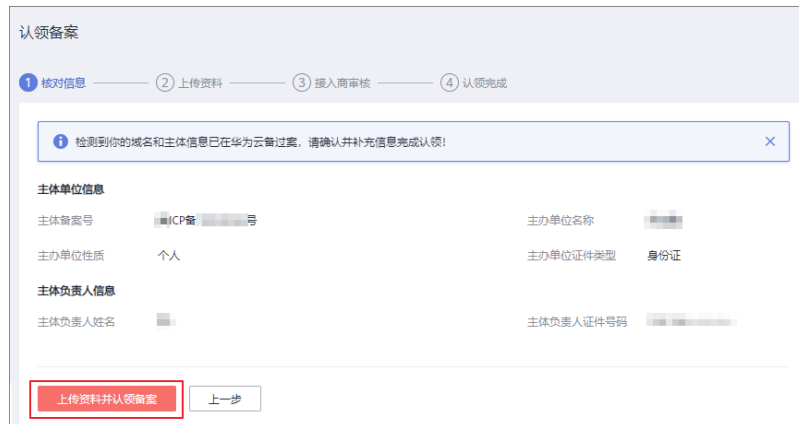 认领备案
1 核对信息 2 上传资料 3 接入商审核 4 认领完成
检测到你的域名和主体信息已在华为云备过案，请确认并补充信息完成认领！
主体单位信息
主体备案号 ICP备 号 主办单位名称
主办单位性质 个人 主办单位证件类型 身份证
主体负责人信息
主体负责人姓名 主体负责人证件号码
上传资料并认领备案 上一步